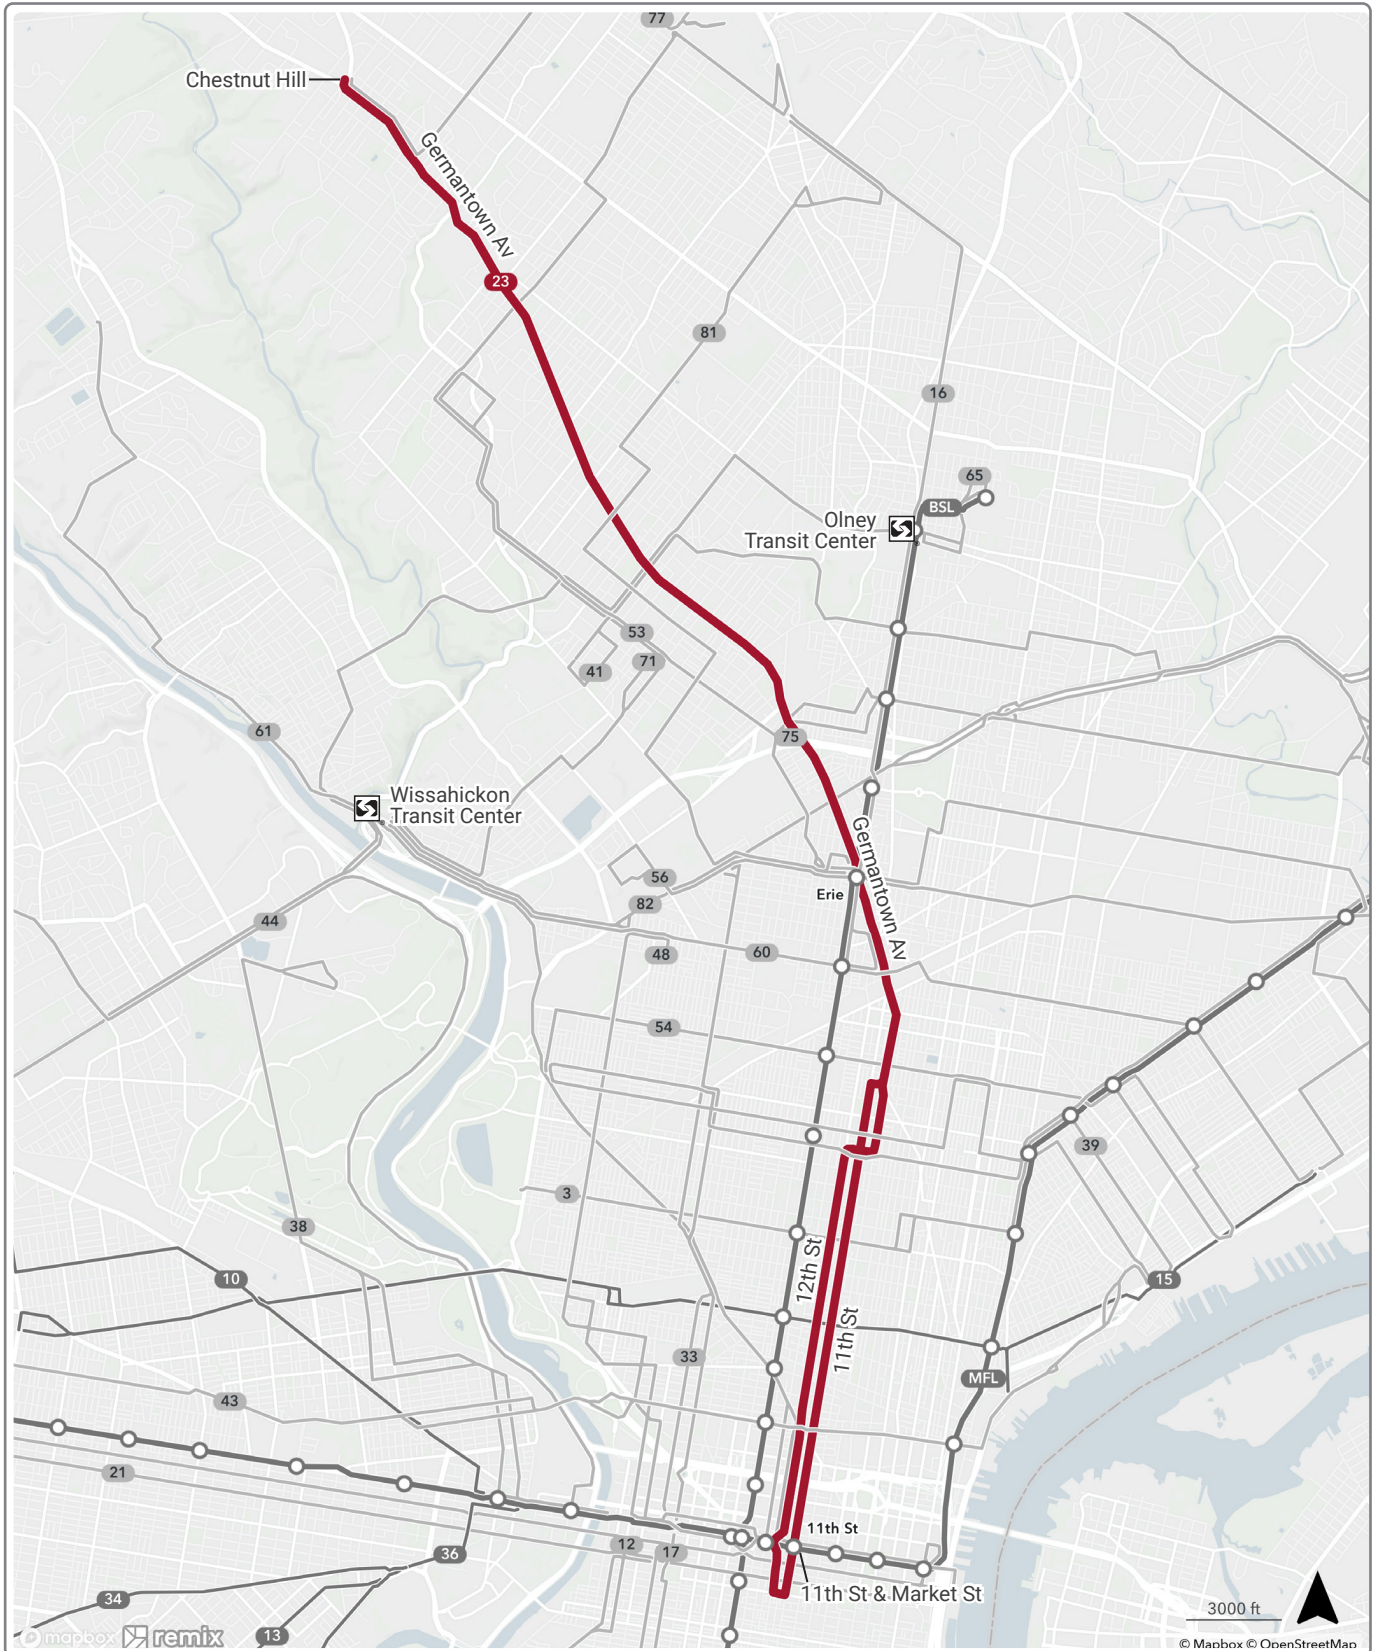 77
Chestnut Hill
Germantown Av
23
81
16
65
BSL
Olney
Transit Center
53
71
41
61
75
Wissahickon
Transit Center
Germantown Av
Erie
56
82
44
48
60
54
39
3
38
12th St
10
15
11th St
33
MFL
43
21
11th St
12
17
36
11th St & Market St
34
3000 ft
13
mapbox remix
© Mapbox © OpenStreetMap